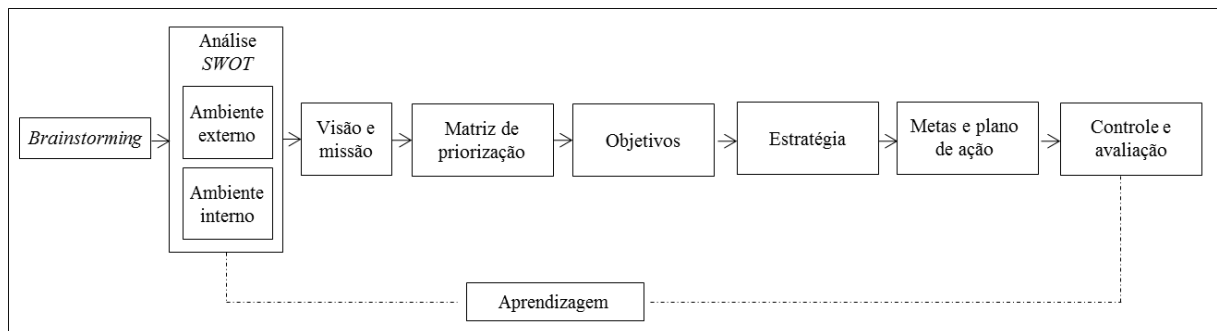 Análise
SWOT
Ambiente
externo
Ambiente
interno
Brainstorming
Visão e
missão
Matriz de
priorização
Objetivos
Estratégia
Metas e plano
de ação
Controle e
avaliação
Aprendizagem